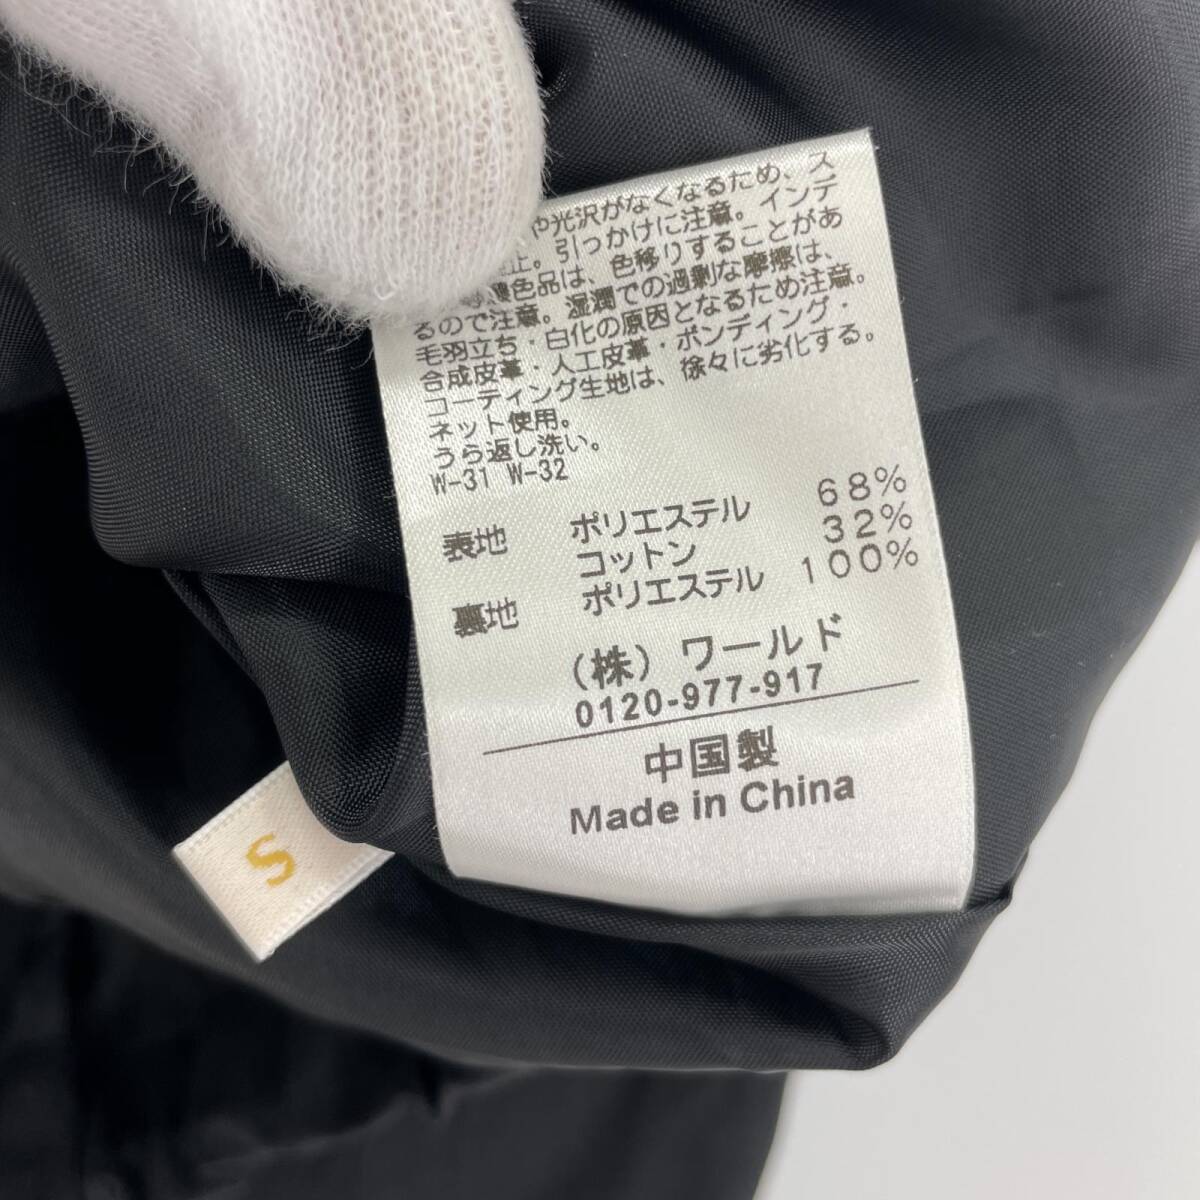 や光沢がなくなるため、ス
止。引っかけに注意。インテ
濃色品は、色移りすることがあ
るので注意。湿潤での過剰な摩擦は、
毛羽立ち・白化の原因となるため注意。
合成皮革・人工皮革・ボンディング・
コーティング生地は、徐々に劣化する。
ネット使用。
うら返し洗い。
W-31 W-32
表地 ポリエステル 68%
コットン 32%
裏地 ポリエステル 100%
(株) ワールド
0120-977-917
中国製
Made in China
S